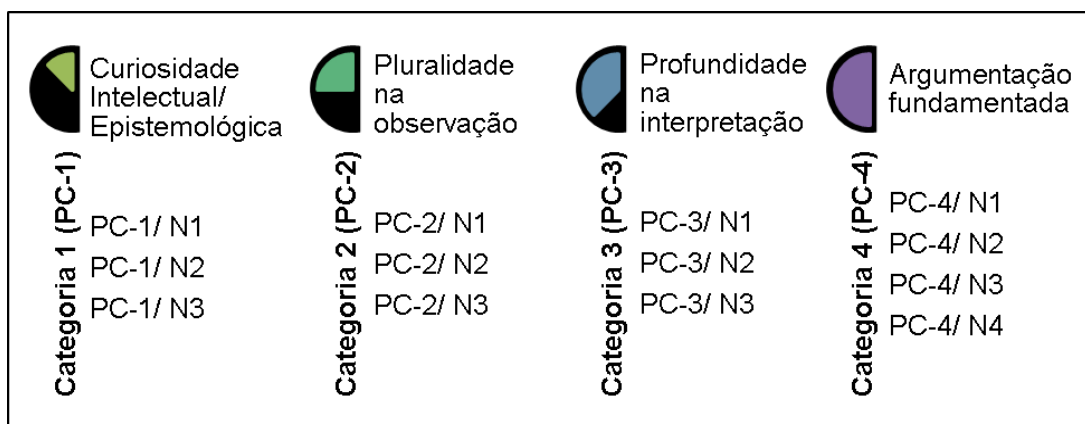 Curiosidade
Intelectual/
Epistemológica
Categoria 1 (PC-1)
PC-1/ N1
PC-1/ N2
PC-1/ N3
Pluralidade
na
observação
Categoria 2 (PC-2)
PC-2/ N1
PC-2/ N2
PC-2/ N3
Profundidade
na
interpretação
Categoria 3 (PC-3)
PC-3/ N1
PC-3/ N2
PC-3/ N3
Argumentação
fundamentada
Categoria 4 (PC-4)
PC-4/ N1
PC-4/ N2
PC-4/ N3
PC-4/ N4